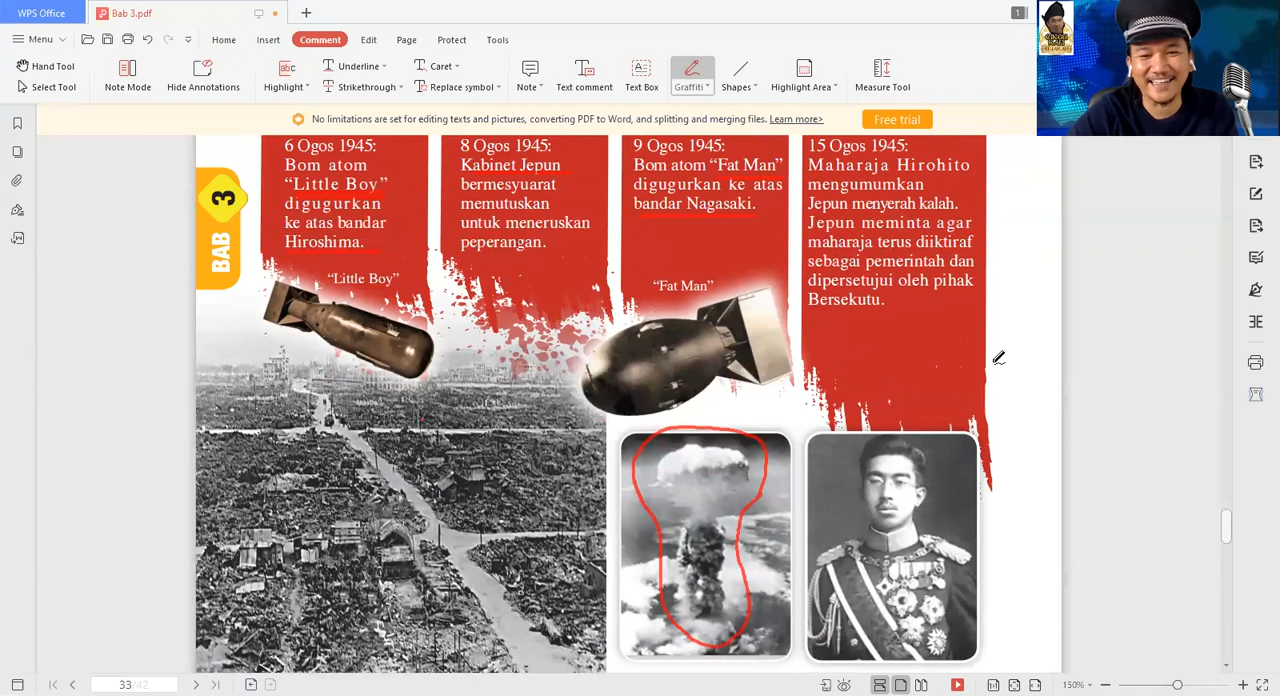 WPS Office
Bab 3.pdf
1
Menu
Home
Insert
Comment
Edit
Page
Protect
Tools
Hand Tool
Select Tool
Note Mode
Hide Annotations
Highlight
Underline
Strikethrough
Caret
Replace symbol
Note
Text comment
Text Box
Graffiti
Shapes
Highlight Area
Measure Tool
No limitations are set for editing texts and pictures, converting PDF to Word, and splitting and merging files. Learn more>
Free trial
BAB 3
6 Ogos 1945:
Bom atom
“Little Boy”
digugurkan
ke atas bandar
Hiroshima.
“Little Boy”
8 Ogos 1945:
Kabinet Jepun
bermesyuarat
memutuskan
untuk meneruskan
peperangan.
9 Ogos 1945:
Bom atom “Fat Man”
digugurkan ke atas
bandar Nagasaki.
“Fat Man”
15 Ogos 1945:
Maharaja Hirohito
mengumumkan
Jepun menyerah kalah.
Jepun meminta agar
maharaja terus diiktiraf
sebagai pemerintah dan
dipersetujui oleh pihak
Bersekutu.
33/42
150%